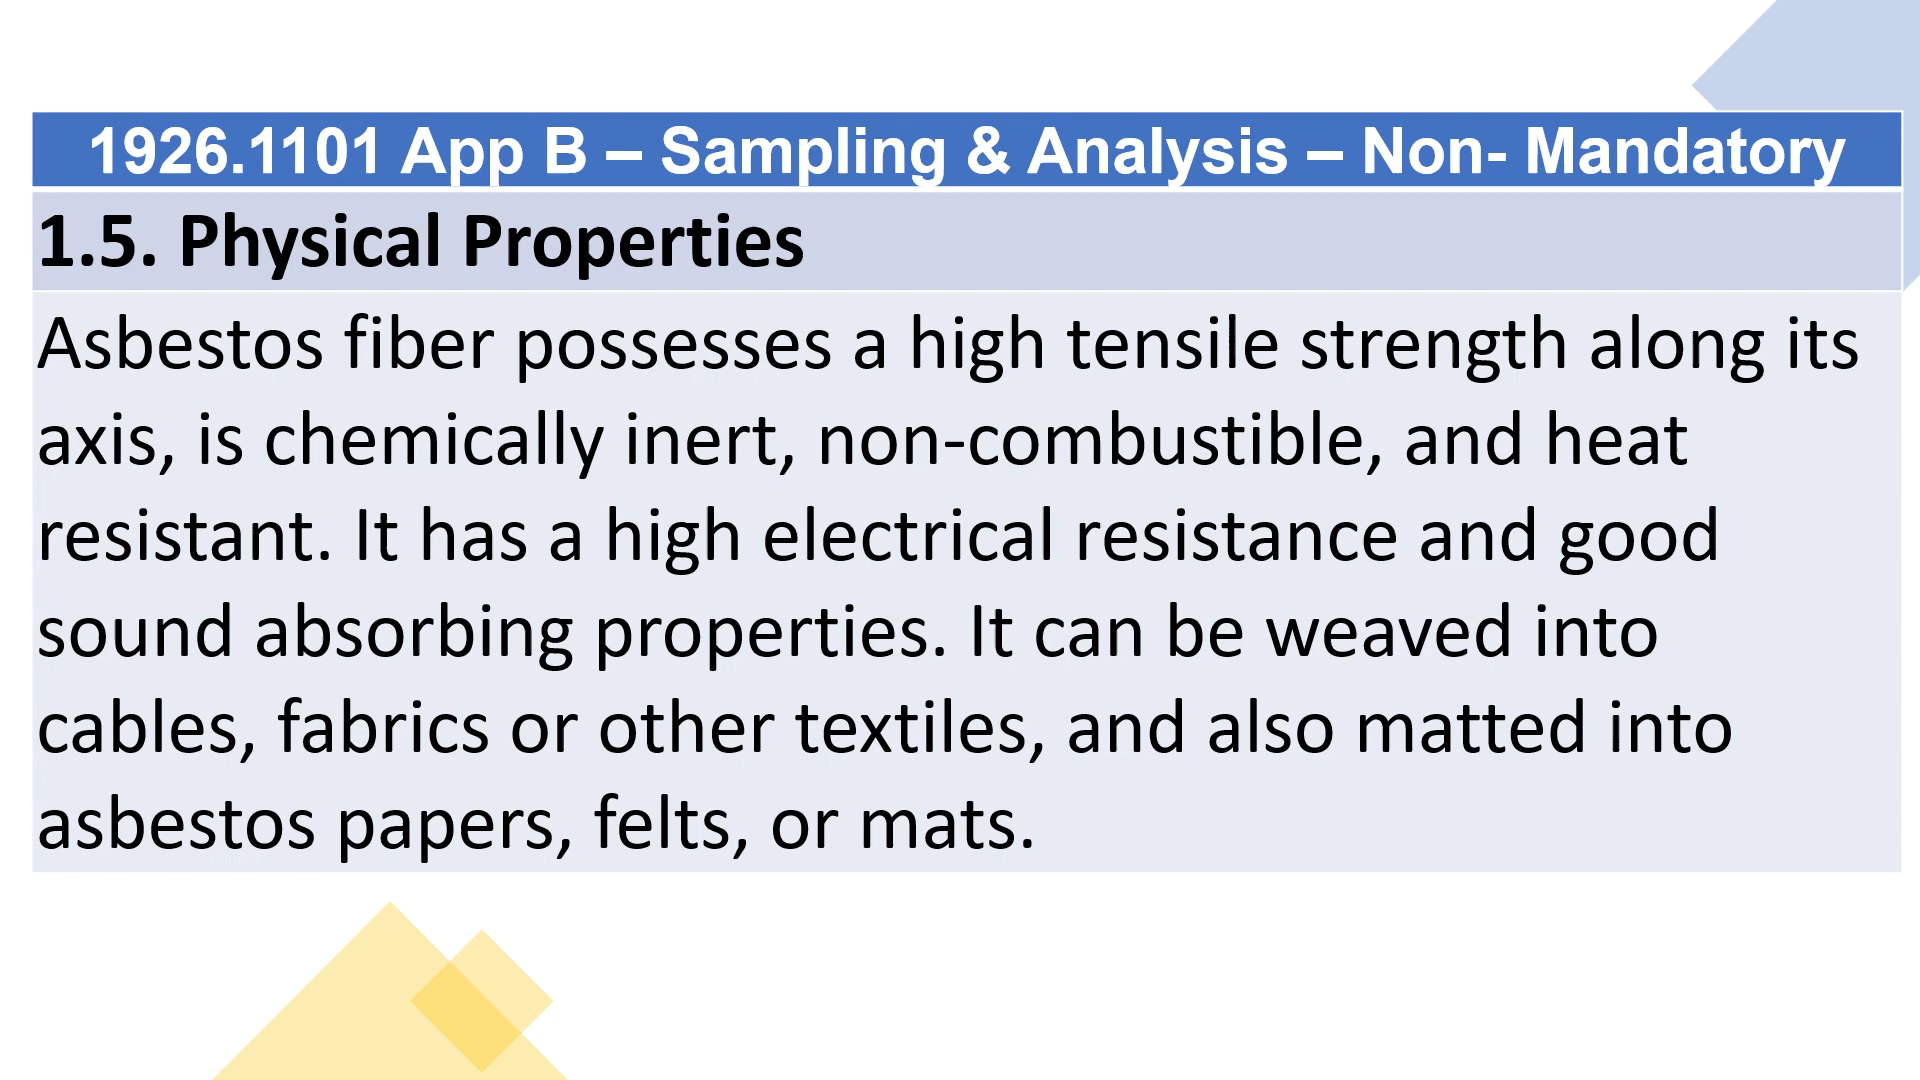 1926.1101 App B – Sampling & Analysis – Non- Mandatory
1.5. Physical Properties
Asbestos fiber possesses a high tensile strength along its
axis, is chemically inert, non-combustible, and heat
resistant. It has a high electrical resistance and good
sound absorbing properties. It can be weaved into
cables, fabrics or other textiles, and also matted into
asbestos papers, felts, or mats.